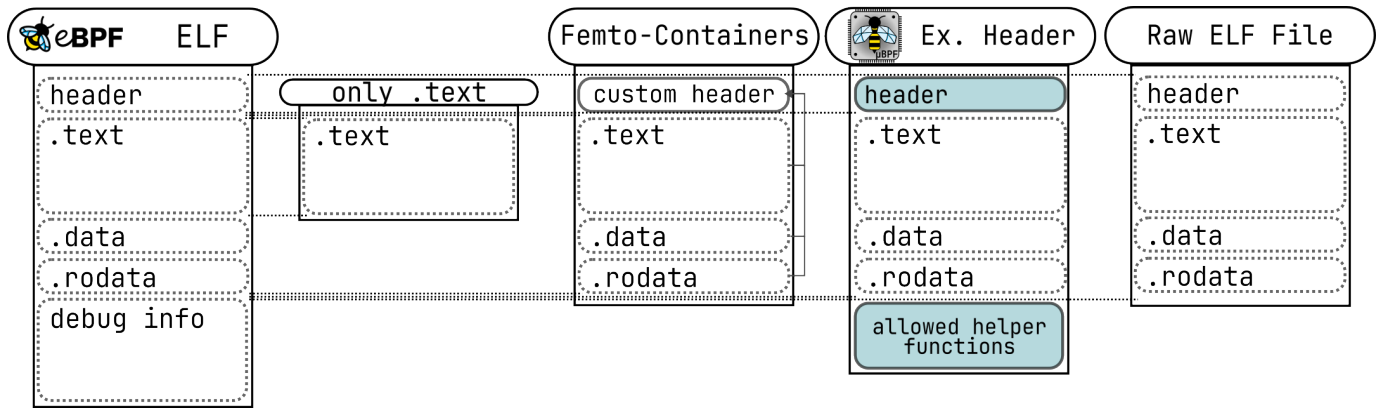 eBPF ELF
header
.text
.data
.rodata
debug info
only .text
.text
Femto-Containers
custom header
.text
.data
.rodata
µBPF Ex. Header
header
.text
.data
.rodata
allowed helper
functions
Raw ELF File
header
.text
.data
.rodata